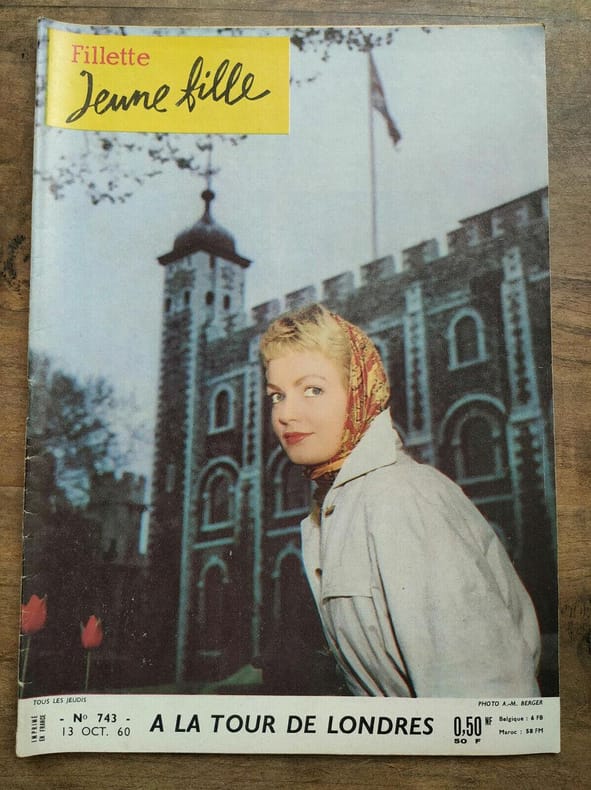 Fillette
Jeune fille
TOUS LES JEUDIS
PHOTO A.-M. BERGER
IMPRIMÉ
EN FRANCE
- No 743 -
13 OCT. 60
A LA TOUR DE LONDRES
0,50 NF
50 F
Belgique : 6 FB
Maroc : 58 FM